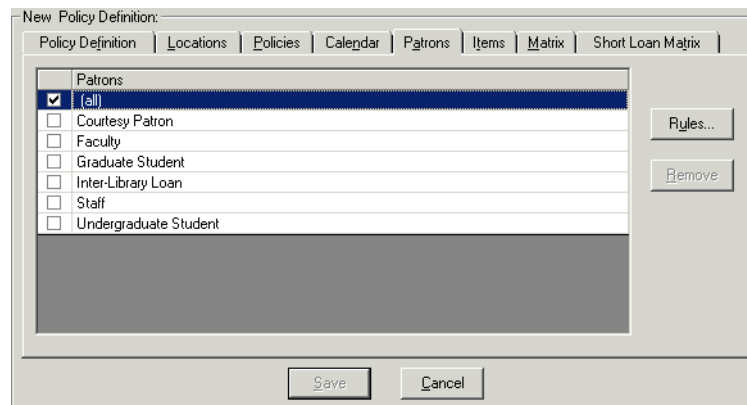 New Policy Definition:
Policy Definition Locations Policies Calendar Patrons Items Matrix Short Loan Matrix
Patrons
(all)
Courtesy Patron
Rules...
Faculty
Graduate Student
Remove
Inter-Library Loan
Staff
Undergraduate Student
Save Cancel